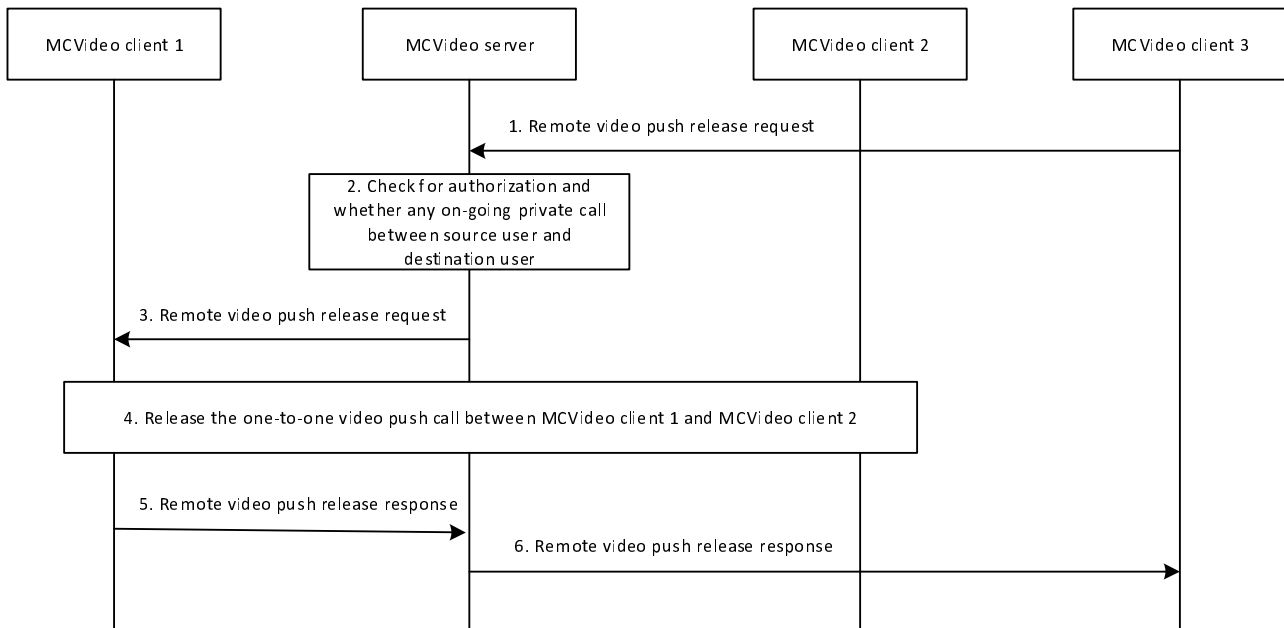 MCVideo client 1
MCVideo server
MCVideo client 2
MCVideo client 3
1. Remote video push release request
2. Check for authorization and
whether any on-going private call
between source user and
destination user
3. Remote video push release request
4. Release the one-to-one video push call between MCVideo client 1 and MCVideo client 2
5. Remote video push release response
6. Remote video push release response